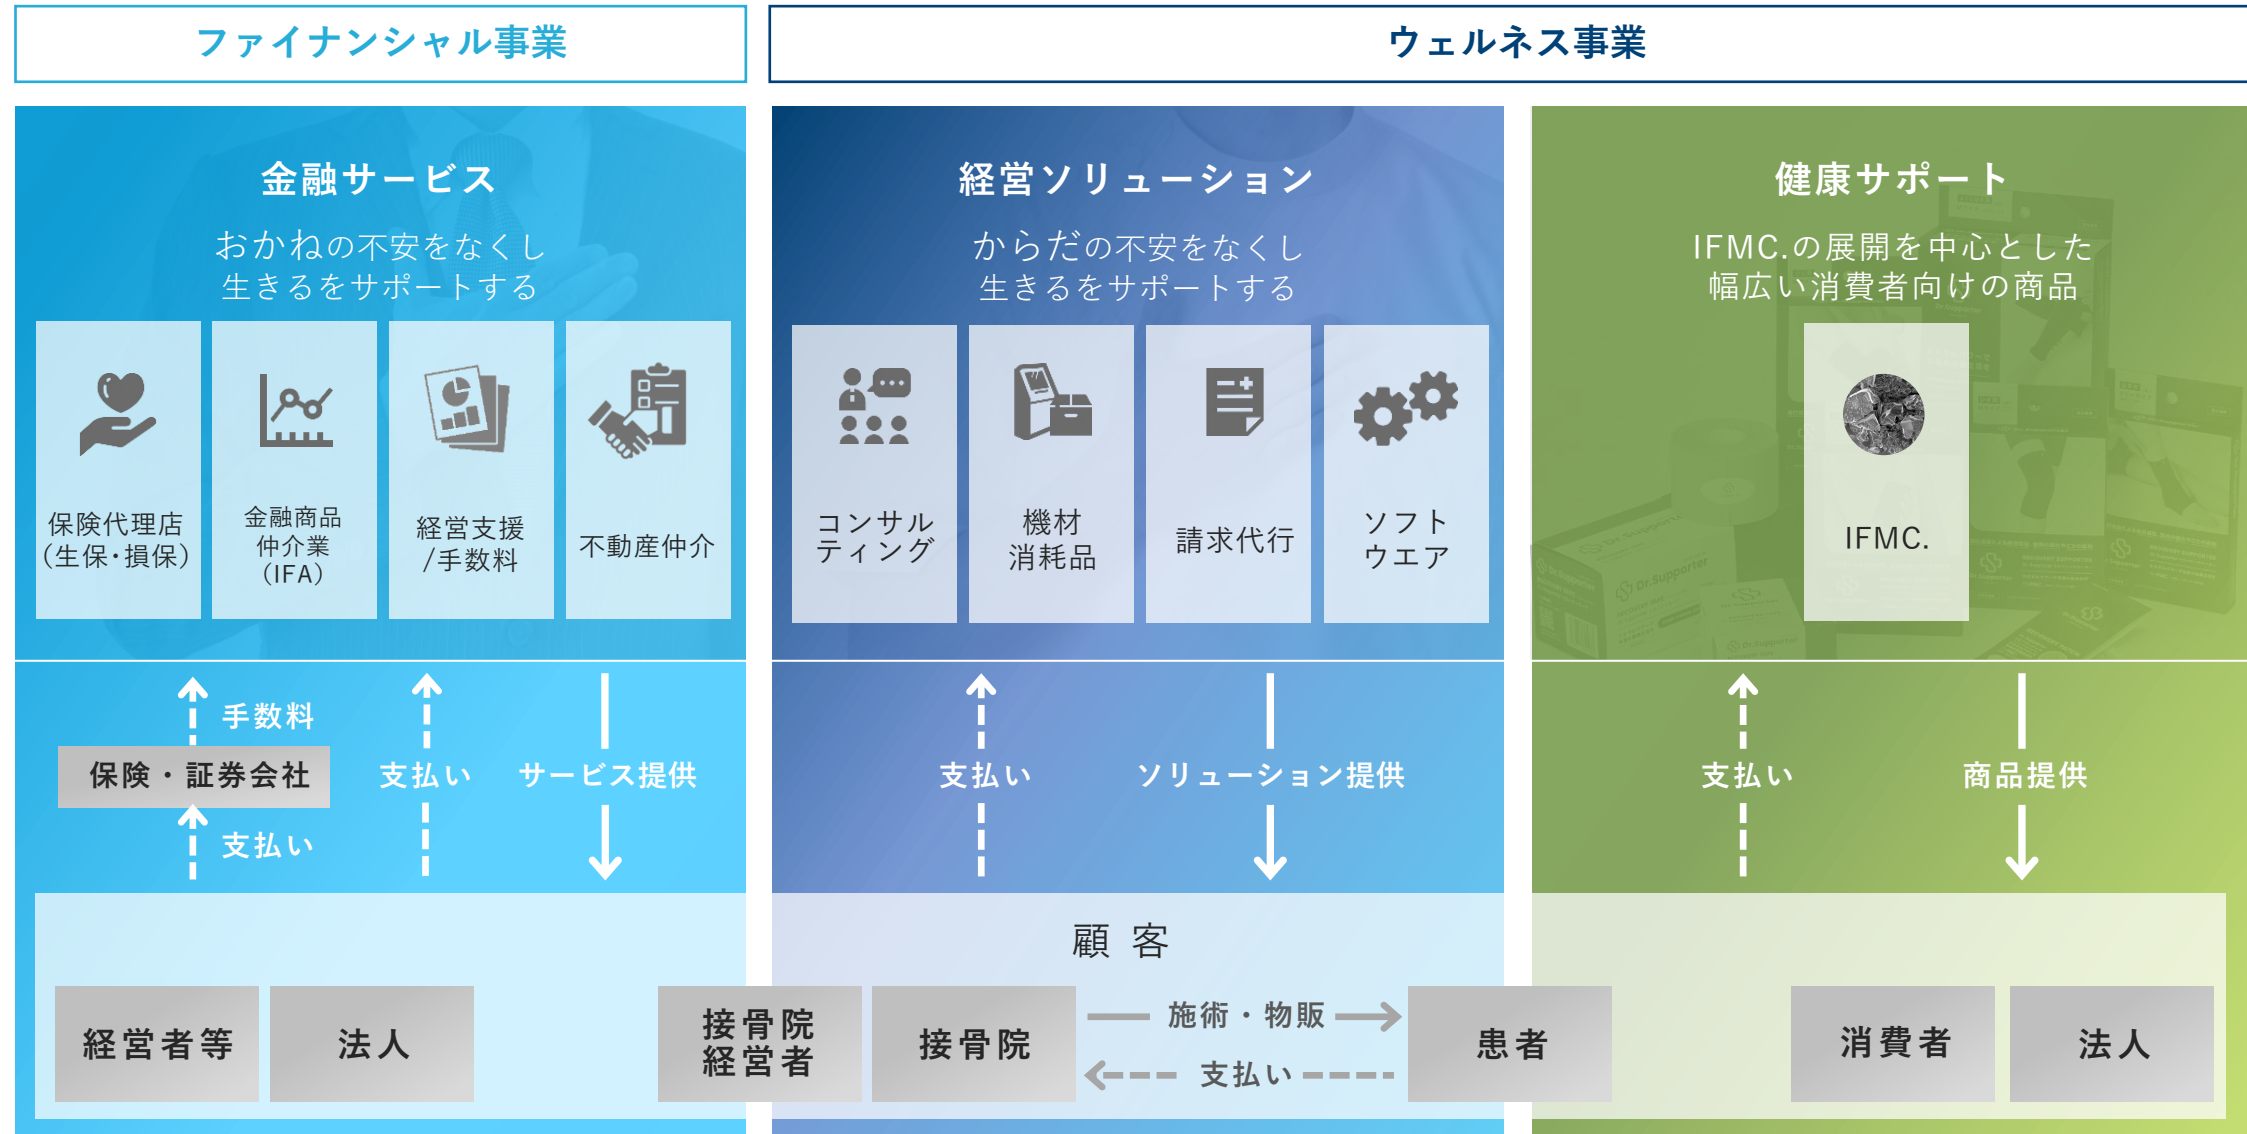 ファイナンシャル事業
ウェルネス事業
金融サービス
おかねの不安をなくし
生きるをサポートする
保険代理店
(生保・損保)
金融商品
仲介業
(IFA)
経営支援
/手数料
不動産仲介
経営ソリューション
からだの不安をなくし
生きるをサポートする
コンサル
ティング
機材
消耗品
請求代行
ソフト
ウエア
健康サポート
IFMC.の展開を中心とした
幅広い消費者向けの商品
IFMC.
Dr.Supporter
手数料
保険・証券会社
支払い
支払い
サービス提供
支払い
ソリューション提供
支払い
商品提供
顧客
経営者等
法人
接骨院
経営者
接骨院
施術・物販
支払い
患者
消費者
法人